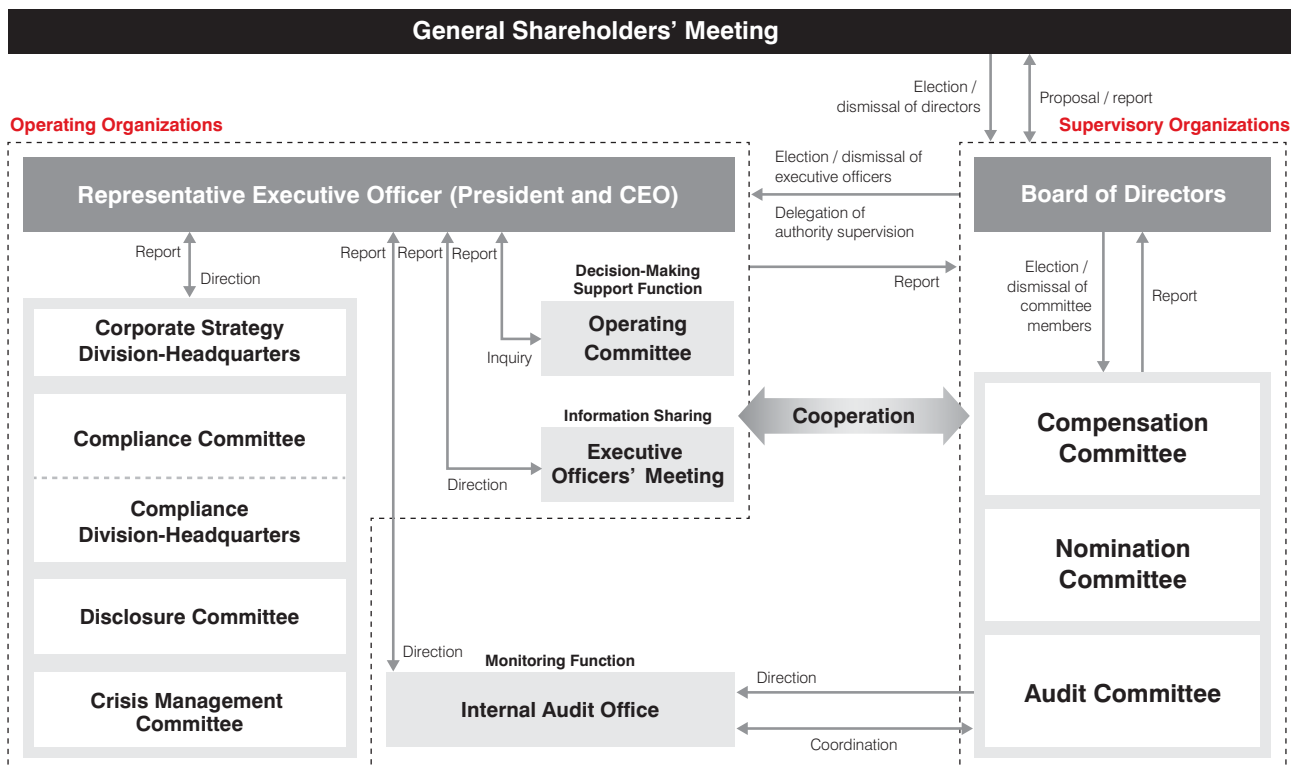 General Shareholders’ Meeting
Election /
dismissal of directors
Proposal / report
Operating Organizations
Supervisory Organizations
Representative Executive Officer (President and CEO)
Election / dismissal of
executive officers
Delegation of
authority supervision
Report
Board of Directors
Report
Direction
Report
Report
Report
Decision-Making
Support Function
Operating
Committee
Inquiry
Election /
dismissal of
committee
members
Report
Corporate Strategy
Division-Headquarters
Compliance Committee
Compliance
Division-Headquarters
Disclosure Committee
Crisis Management
Committee
Information Sharing
Executive
Officers’ Meeting
Direction
Cooperation
Compensation
Committee
Nomination
Committee
Audit Committee
Direction
Monitoring Function
Internal Audit Office
Direction
Coordination